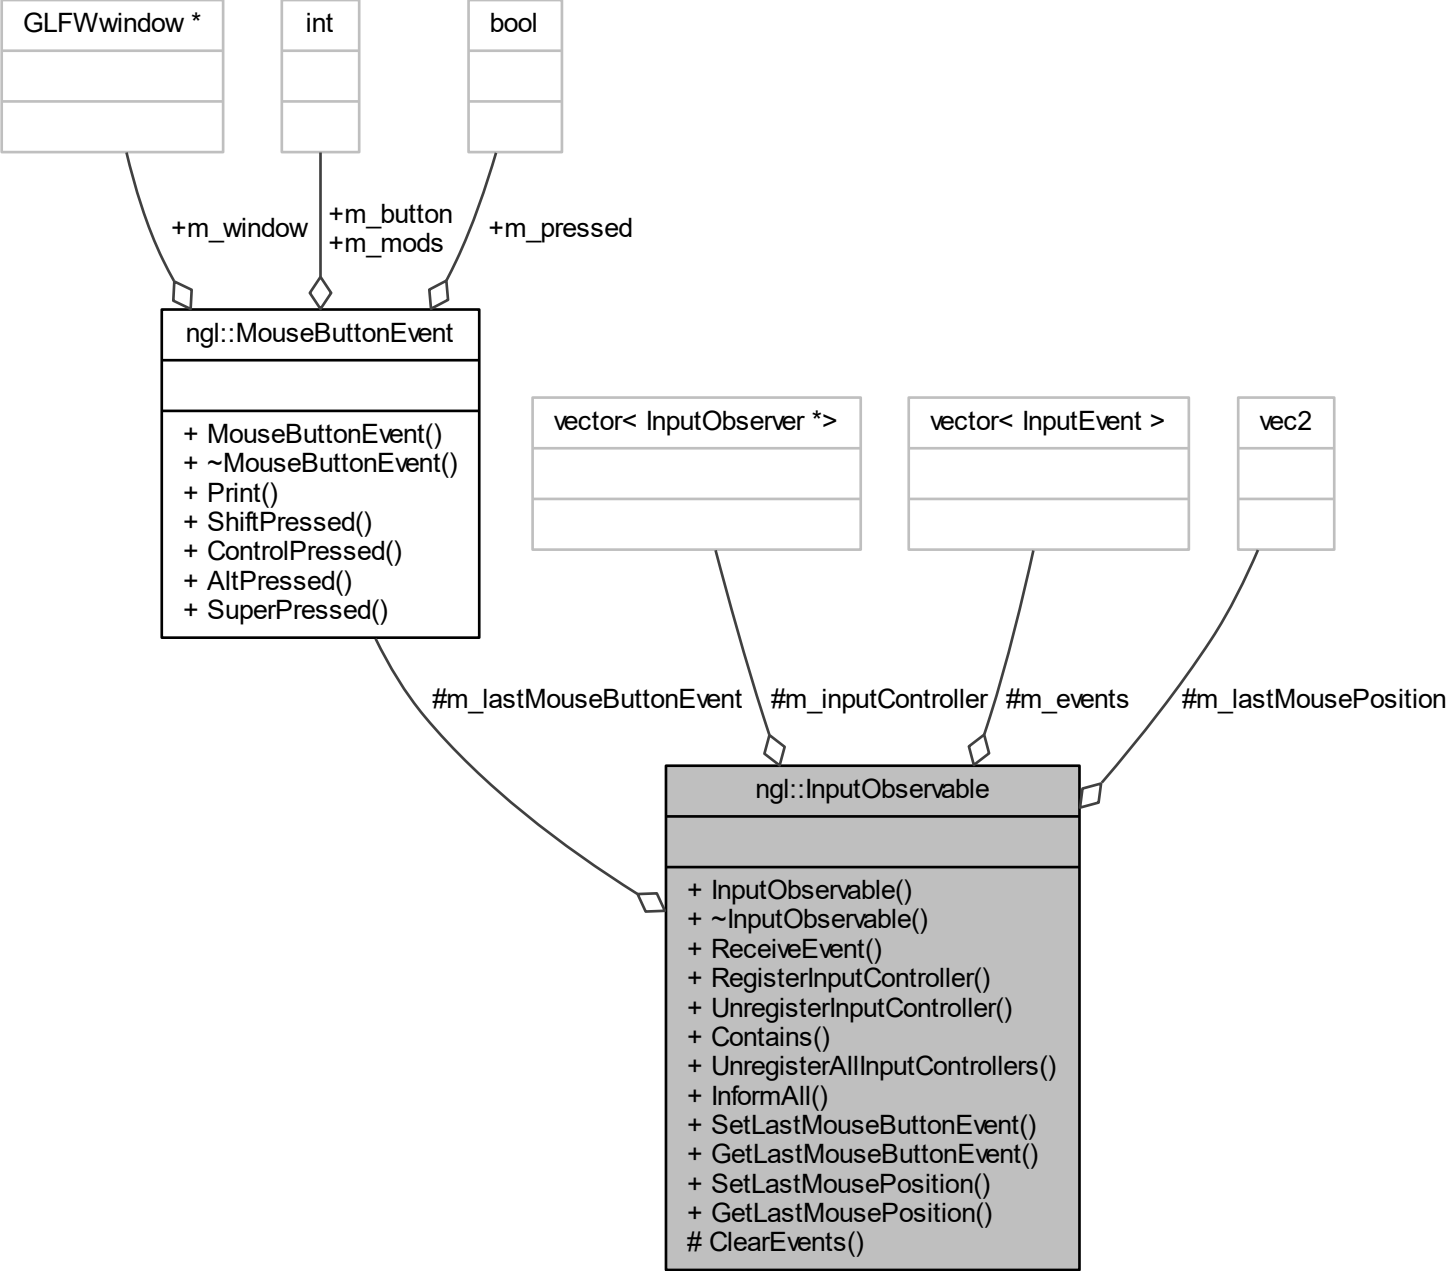 GLFWwindow *
int
bool
+m_window
+m_button
+m_mods
+m_pressed
ngl::MouseButtonEvent
+ MouseButtonEvent()
+ ~MouseButtonEvent()
+ Print()
+ ShiftPressed()
+ ControlPressed()
+ AltPressed()
+ SuperPressed()
vector< InputObserver *>
vector< InputEvent >
vec2
#m_lastMouseButtonEvent
#m_inputController
#m_events
#m_lastMousePosition
ngl::InputObservable
+ InputObservable()
+ ~InputObservable()
+ ReceiveEvent()
+ RegisterInputController()
+ UnregisterInputController()
+ Contains()
+ UnregisterAllInputControllers()
+ InformAll()
+ SetLastMouseButtonEvent()
+ GetLastMouseButtonEvent()
+ SetLastMousePosition()
+ GetLastMousePosition()
# ClearEvents()